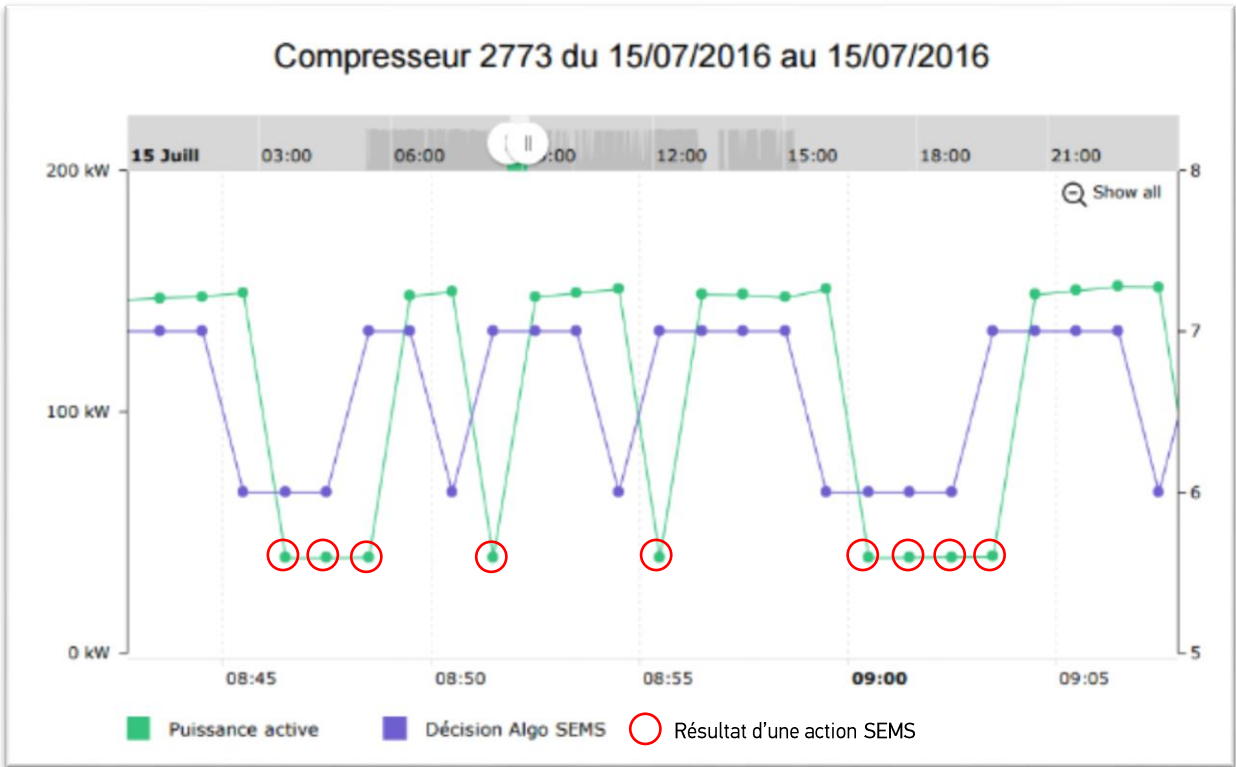 Compresseur 2773 du 15/07/2016 au 15/07/2016
15 Juill 03:00 06:00 :00 12:00 15:00 18:00 21:00
200 kW 8
Show all
7
100 kW
6
0 kW 5
08:45 08:50 08:55 09:00 09:05
Puissance active Décision Algo SEMS Résultat d'une action SEMS